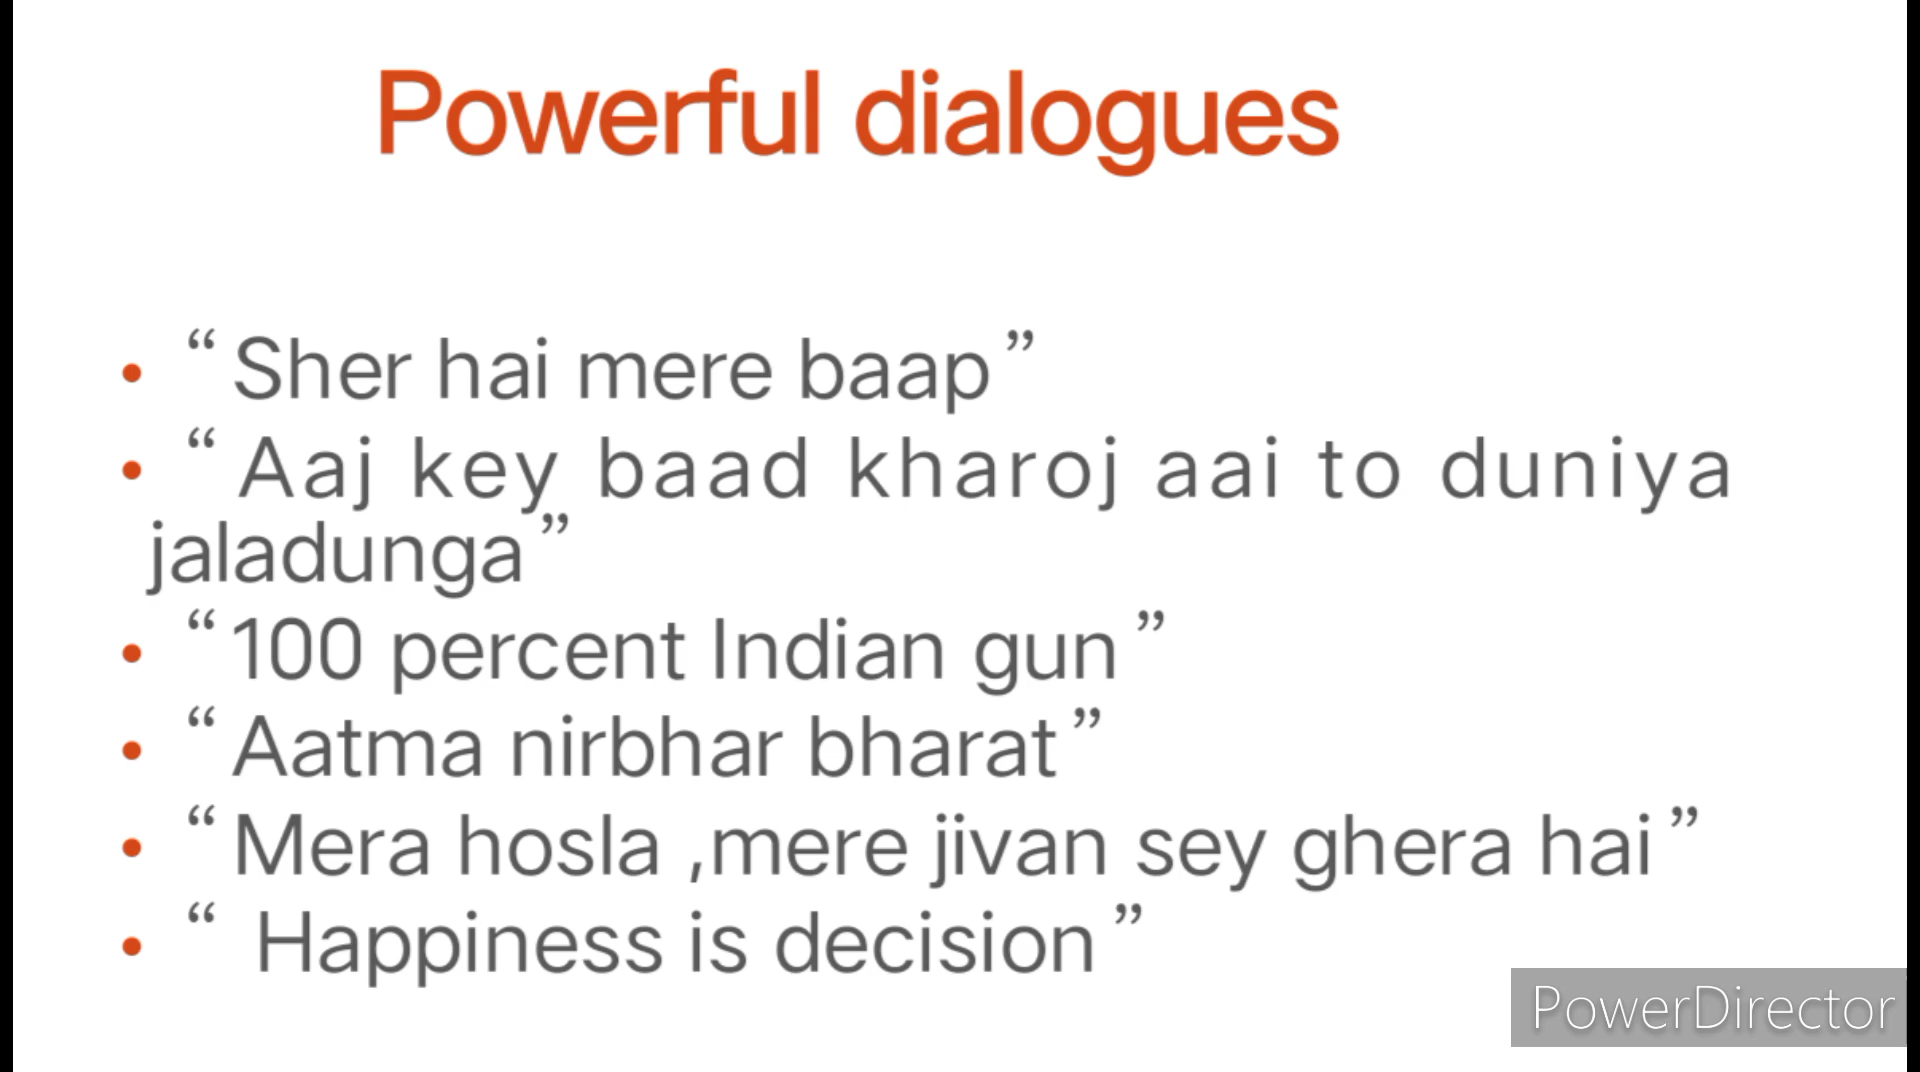 Powerful dialogues
• “Sher hai mere baap”
• “Aaj key baad kharoj aai to duniya
jaladunga”
• “100 percent Indian gun”
• “Aatma nirbhar bharat”
• “Mera hosla ,mere jivan sey ghera hai”
• “ Happiness is decision”
PowerDirector